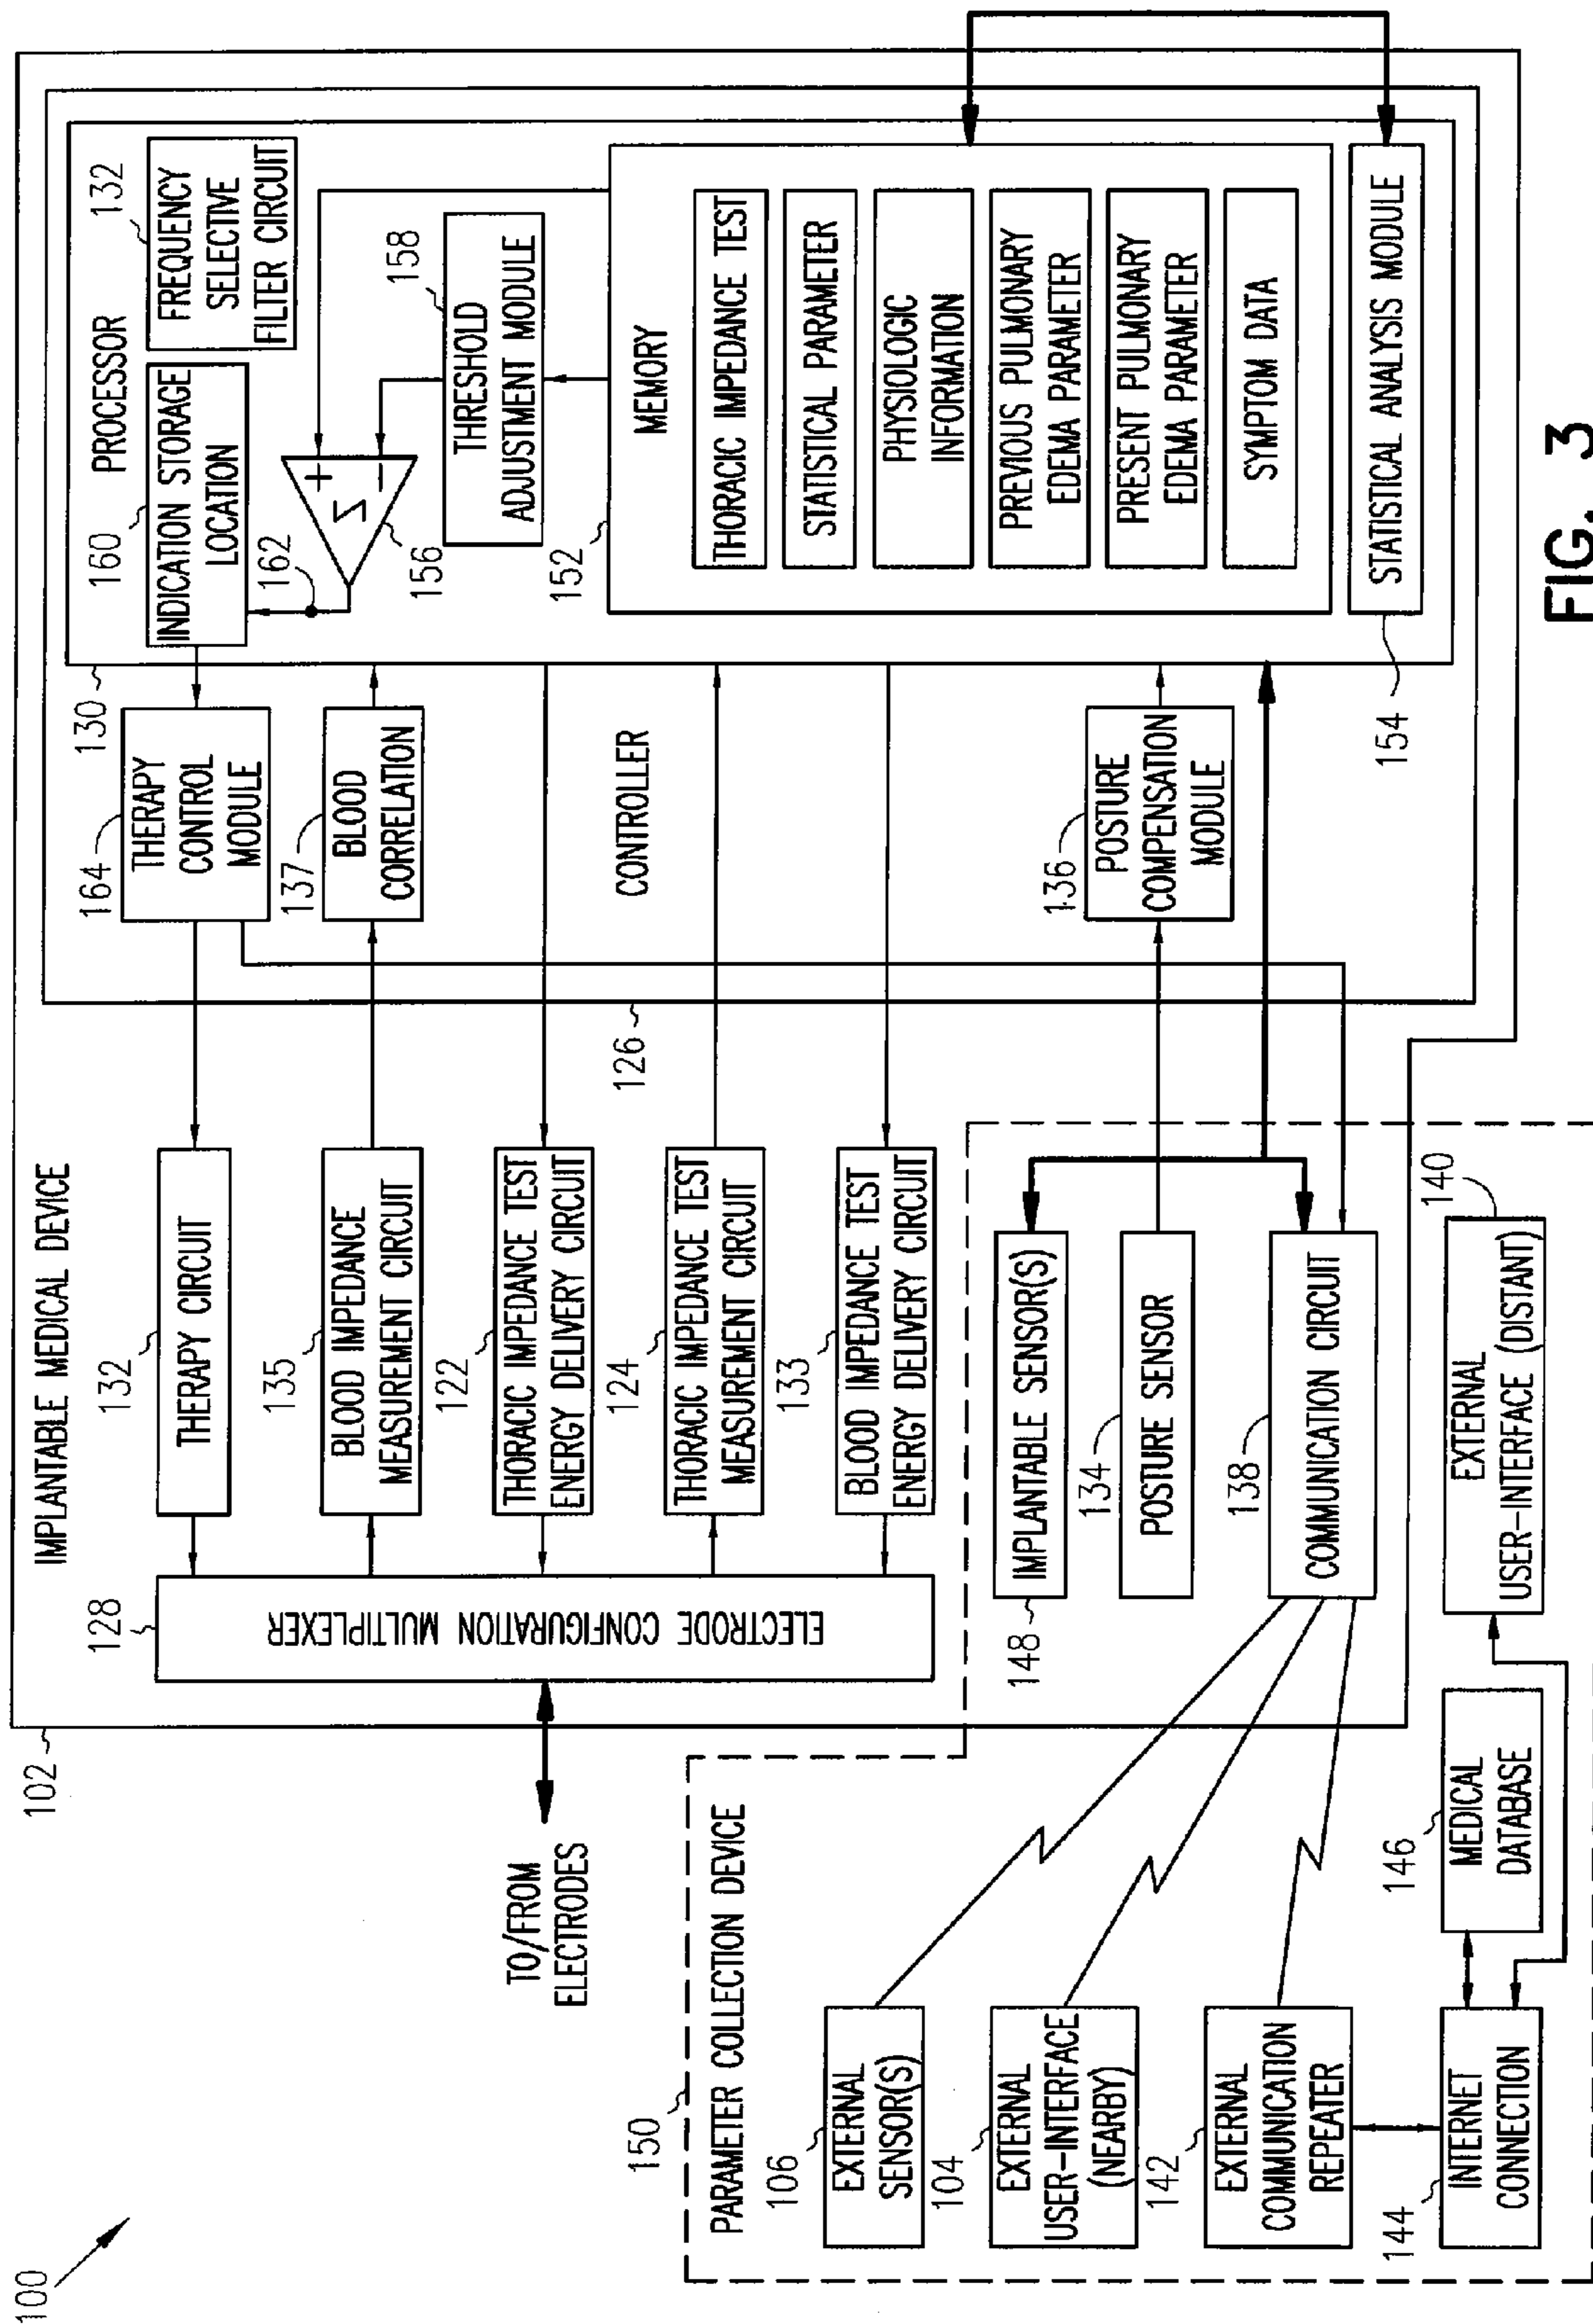 100
102
IMPLANTABLE MEDICAL DEVICE
128
ELECTRODE CONFIGURATION MULTIPLEXER
TO/FROM
ELECTRODES
132
THERAPY CIRCUIT
135
BLOOD IMPEDANCE
MEASUREMENT CIRCUIT
122
THORACIC IMPEDANCE TEST
ENERGY DELIVERY CIRCUIT
124
THORACIC IMPEDANCE TEST
MEASUREMENT CIRCUIT
133
BLOOD IMPEDANCE TEST
ENERGY DELIVERY CIRCUIT
126
CONTROLLER
164
THERAPY
CONTROL
MODULE
137
BLOOD
CORRELATION
136
POSTURE
COMPENSATION
MODULE
130
PROCESSOR
160
INDICATION STORAGE
LOCATION
132
FREQUENCY
SELECTIVE
FILTER CIRCUIT
162
+
−
Σ
156
158
THRESHOLD
ADJUSTMENT MODULE
152
MEMORY
THORACIC IMPEDANCE TEST
STATISTICAL PARAMETER
PHYSIOLOGIC
INFORMATION
PREVIOUS PULMONARY
EDEMA PARAMETER
PRESENT PULMONARY
EDEMA PARAMETER
SYMPTOM DATA
STATISTICAL ANALYSIS MODULE
154
150
PARAMETER COLLECTION DEVICE
148
IMPLANTABLE SENSOR(S)
134
POSTURE SENSOR
138
COMMUNICATION CIRCUIT
106
EXTERNAL
SENSOR(S)
104
EXTERNAL
USER-INTERFACE
(NEARBY)
142
EXTERNAL
COMMUNICATION
REPEATER
144
INTERNET
CONNECTION
146
MEDICAL
DATABASE
140
EXTERNAL
USER-INTERFACE (DISTANT)
FIG. 3